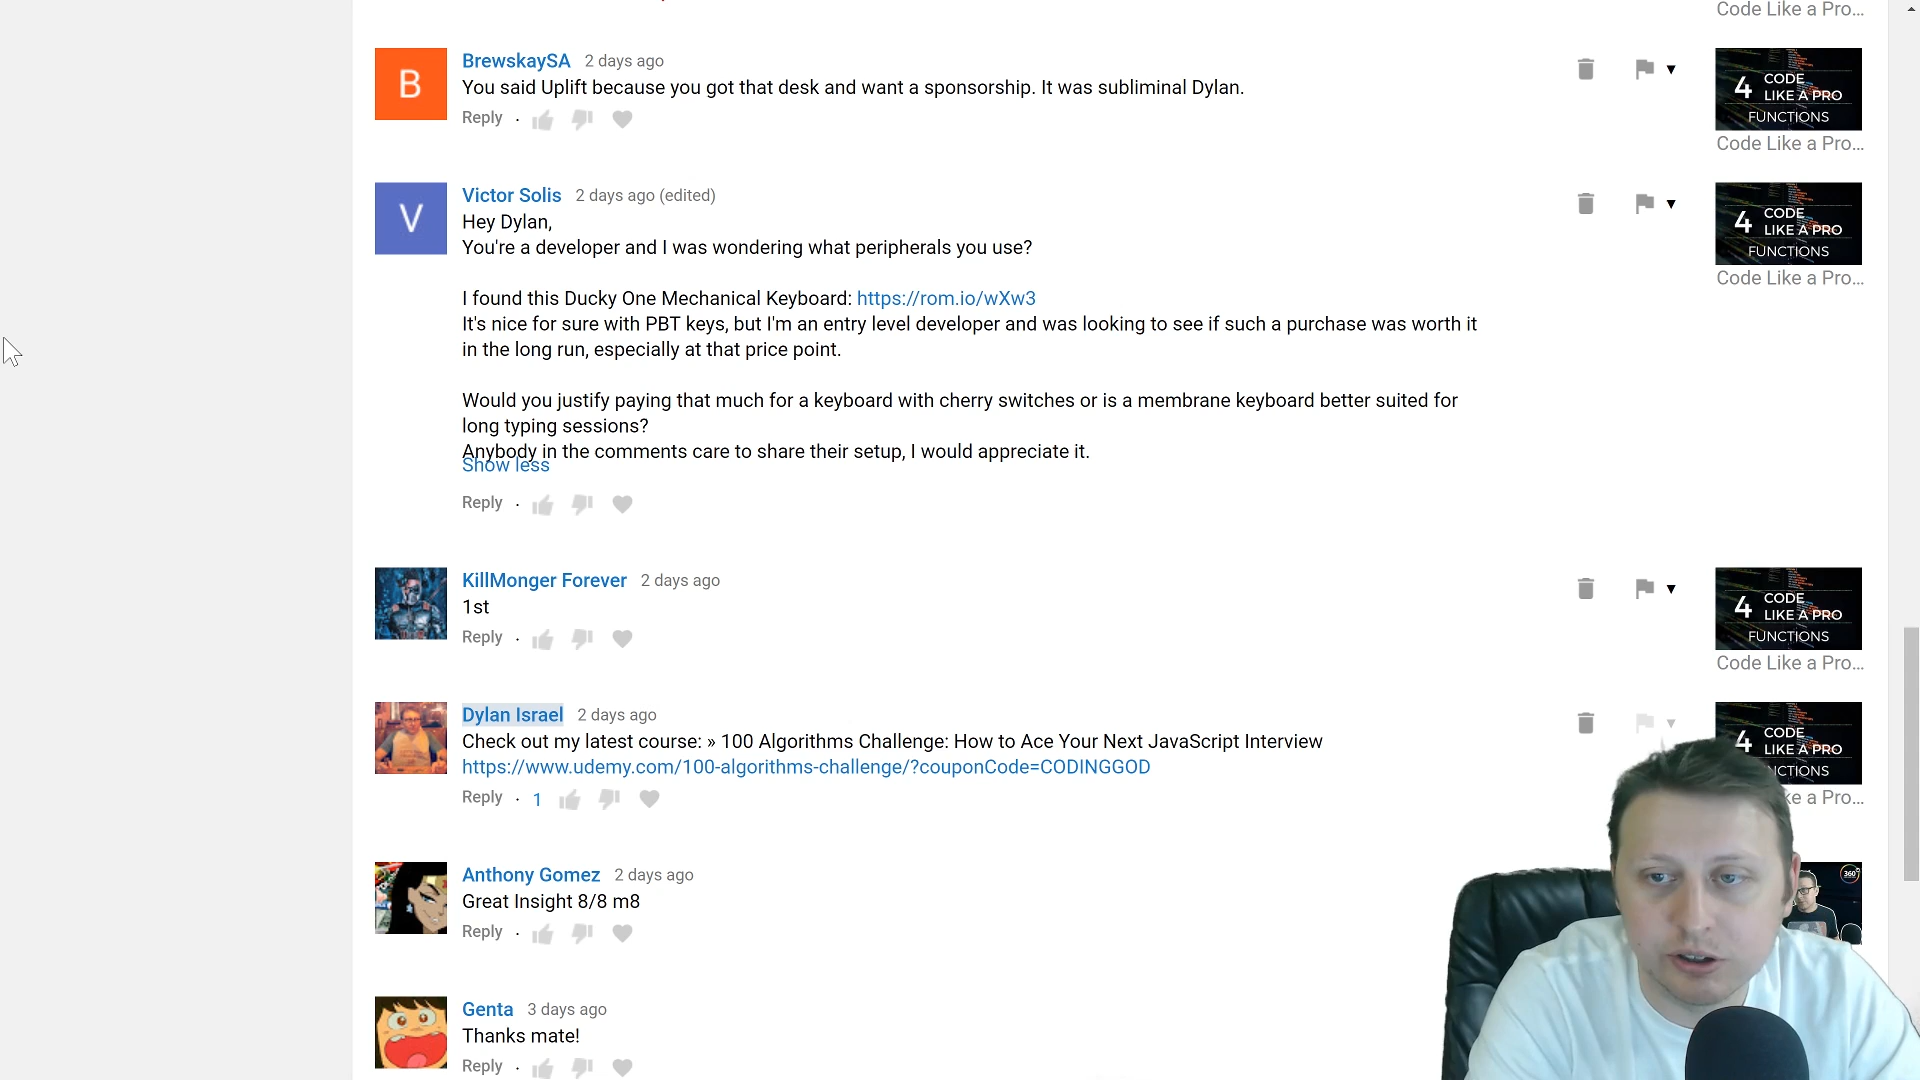 Code Like a Pro...
B
BrewskaySA 2 days ago
You said Uplift because you got that desk and want a sponsorship. It was subliminal Dylan.
Reply ·
4 CODE
LIKE A PRO
FUNCTIONS
Code Like a Pro...
V
Victor Solis 2 days ago (edited)
Hey Dylan,
You're a developer and I was wondering what peripherals you use?
I found this Ducky One Mechanical Keyboard: https://rom.io/wXw3
It's nice for sure with PBT keys, but I'm an entry level developer and was looking to see if such a purchase was worth it
in the long run, especially at that price point.
Would you justify paying that much for a keyboard with cherry switches or is a membrane keyboard better suited for
long typing sessions?
Anybody in the comments care to share their setup, I would appreciate it.
Show less
Reply ·
4 CODE
LIKE A PRO
FUNCTIONS
Code Like a Pro...
KillMonger Forever 2 days ago
1st
Reply ·
4 CODE
LIKE A PRO
FUNCTIONS
Code Like a Pro...
Dylan Israel 2 days ago
Check out my latest course: » 100 Algorithms Challenge: How to Ace Your Next JavaScript Interview
https://www.udemy.com/100-algorithms-challenge/?couponCode=CODINGGOD
Reply · 1
4 CODE
LIKE A PRO
NCTIONS
ke a Pro...
Anthony Gomez 2 days ago
Great Insight 8/8 m8
Reply ·
360°
Genta 3 days ago
Thanks mate!
Reply ·